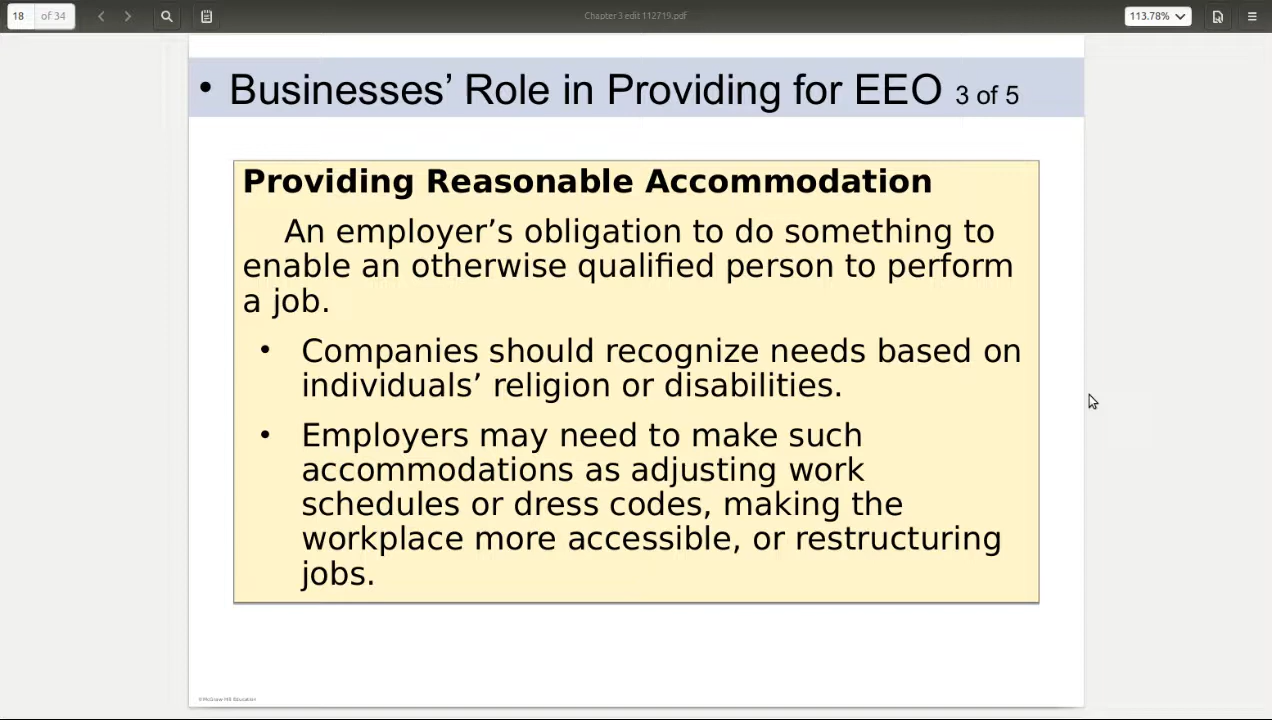 18 of 34
Chapter 3 edit 112719.pdf
113.78%
• Businesses’ Role in Providing for EEO 3 of 5
Providing Reasonable Accommodation
An employer’s obligation to do something to
enable an otherwise qualified person to perform
a job.
• Companies should recognize needs based on
individuals’ religion or disabilities.
• Employers may need to make such
accommodations as adjusting work
schedules or dress codes, making the
workplace more accessible, or restructuring
jobs.
©McGraw Hill Education